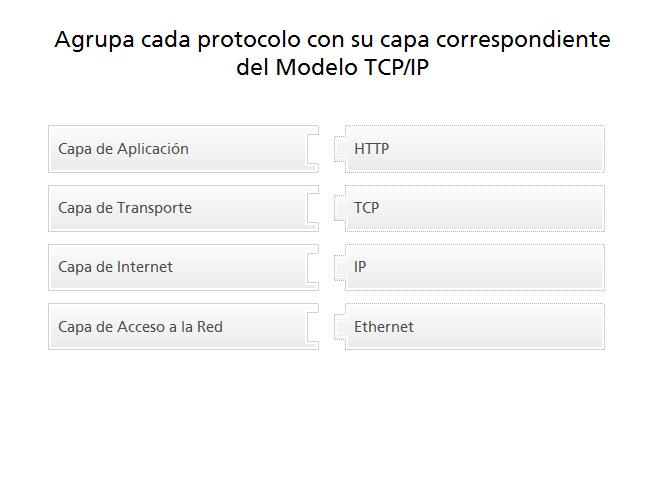 Agrupa cada protocolo con su capa correspondiente
del Modelo TCP/IP
Capa de Aplicación
HTTP
Capa de Transporte
TCP
Capa de Internet
IP
Capa de Acceso a la Red
Ethernet